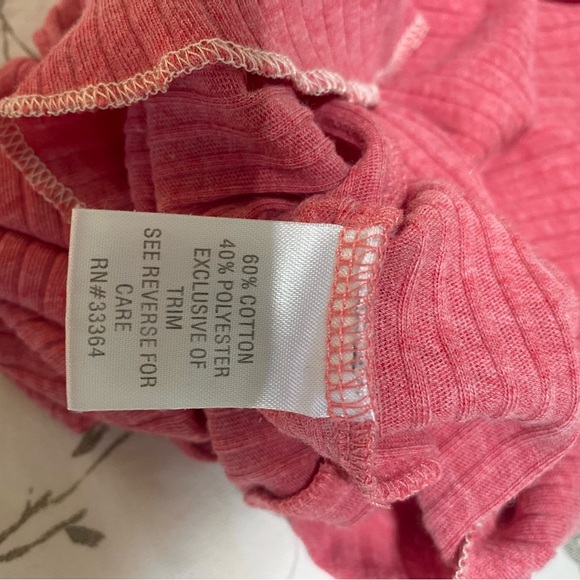 60% COTTON
40% POLYESTER
EXCLUSIVE OF
TRIM
SEE REVERSE FOR
CARE
RN#33364